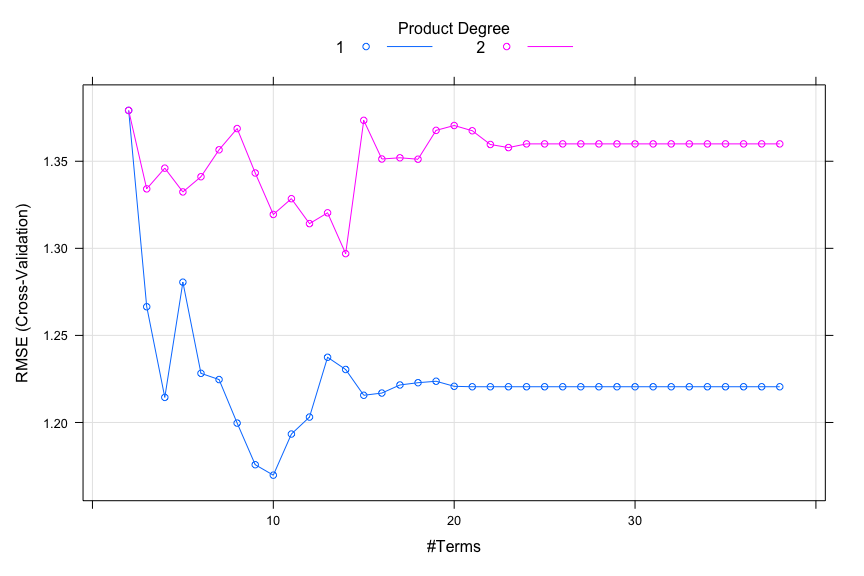 Product Degree
1 2
1.35
1.30
1.25
1.20
RMSE (Cross-Validation)
10 20 30
#Terms